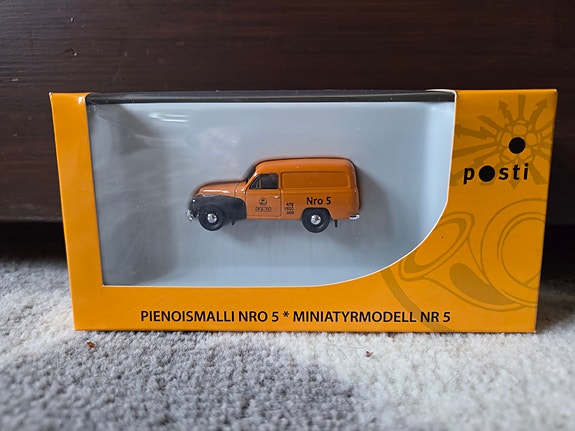 posti
Nro 5
PIENOISMALLI NRO 5 * MINIATYRMODELL NR 5